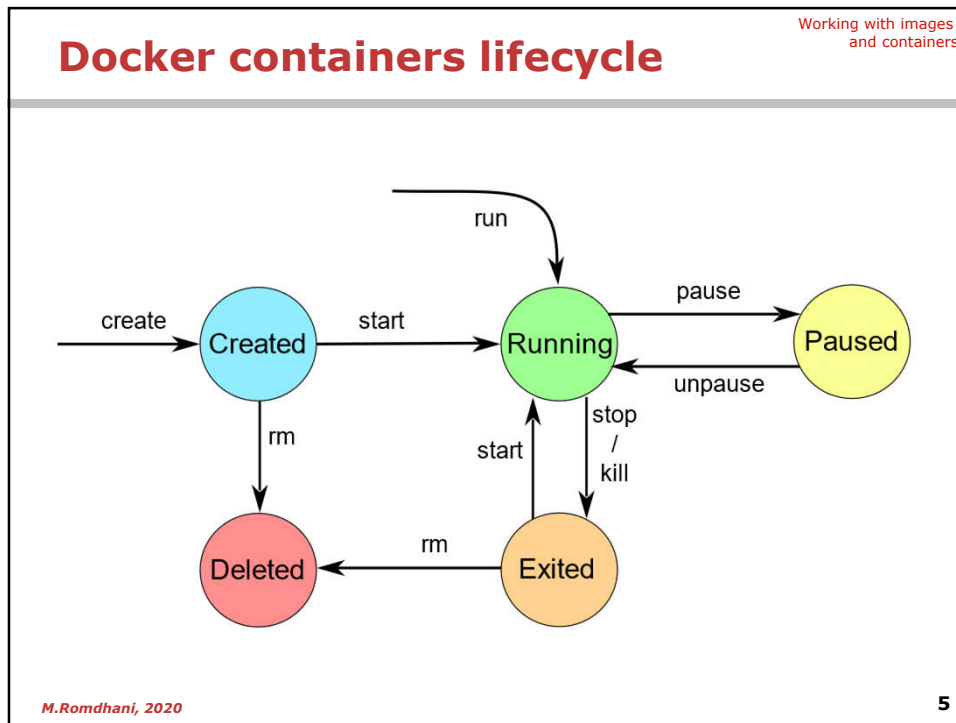 Working with images
and containers
Docker containers lifecycle
run
pause
create
start
Created
Running
Paused
unpause
rm
start
stop
/
kill
rm
Deleted
Exited
M.Romdhani, 2020
5